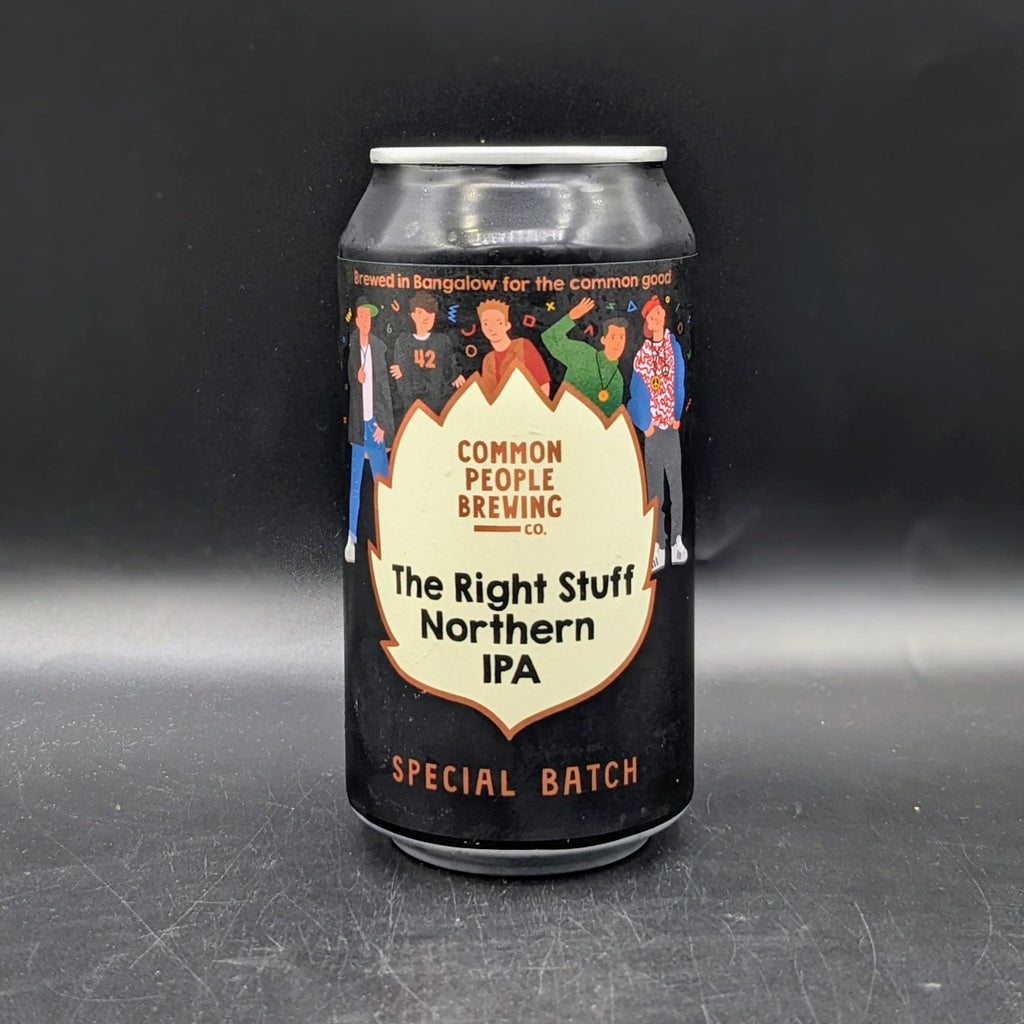 Brewed in Bangalow for the common good
42
COMMON
PEOPLE
BREWING
CO.
The Right Stuff
Northern
IPA
SPECIAL BATCH